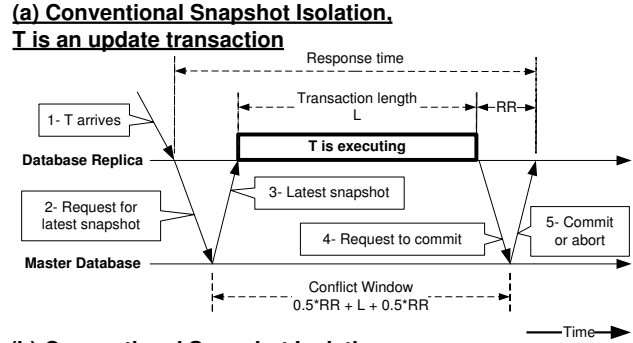 (a) Conventional Snapshot Isolation,
T is an update transaction
Response time
Transaction length
L
RR
1- T arrives
T is executing
Database Replica
3- Latest snapshot
2- Request for
latest snapshot
4- Request to commit
5- Commit
or abort
Master Database
Conflict Window
0.5*RR + L + 0.5*RR
Time